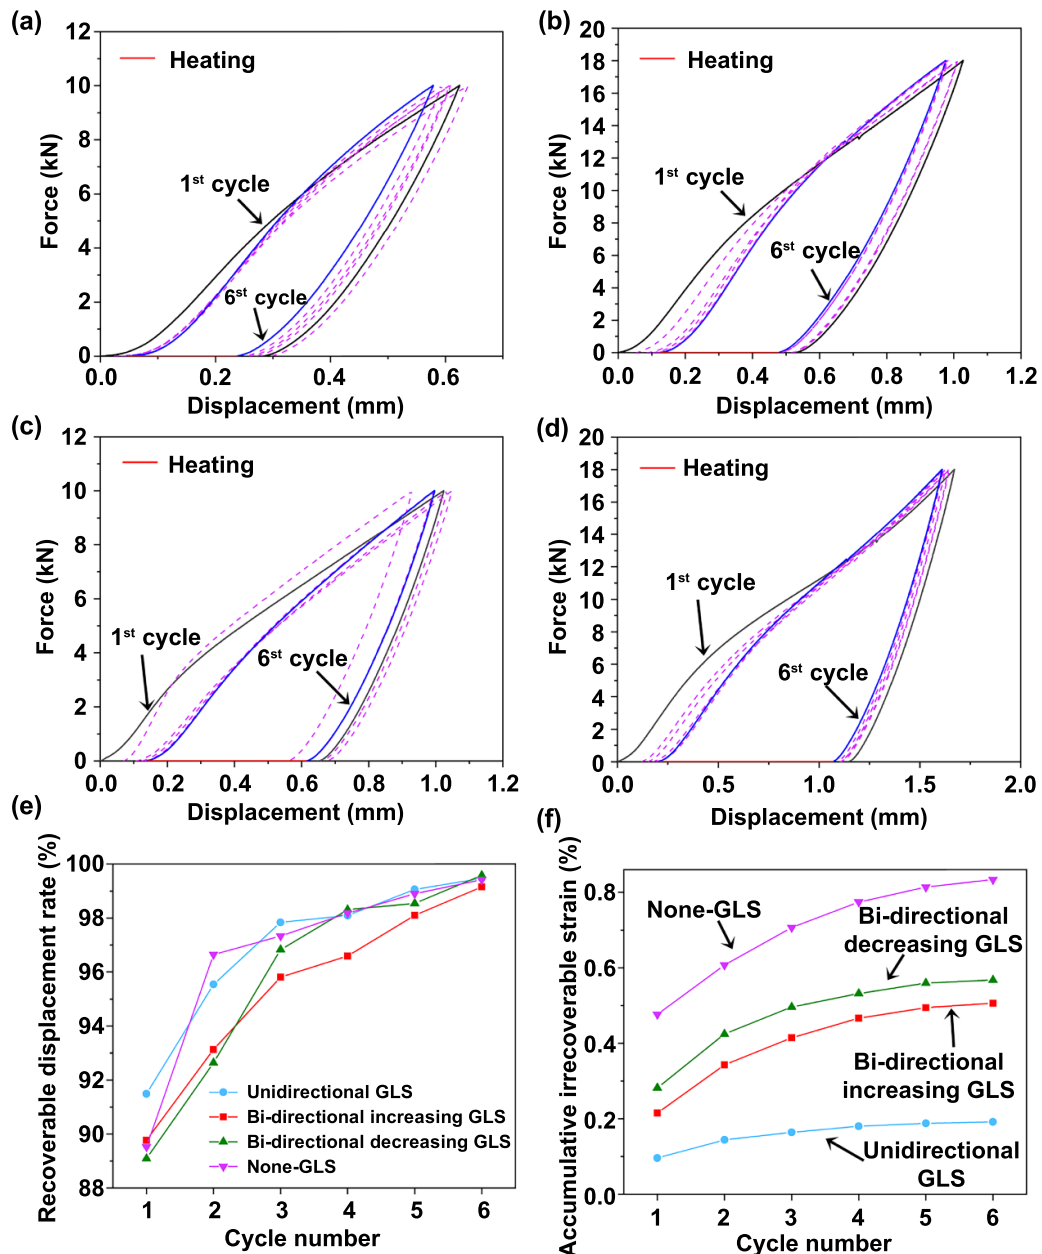 (a)
Force (kN)
12
10
8
6
4
2
0
Heating
1st cycle
6st cycle
0.0 0.2 0.4 0.6
Displacement (mm)
(b)
Force (kN)
20
18
16
14
12
10
8
6
4
2
0
Heating
1st cycle
6st cycle
0.0 0.2 0.4 0.6 0.8 1.0 1.2
Displacement (mm)
(c)
Force (kN)
12
10
8
6
4
2
0
Heating
1st cycle
6st cycle
0.0 0.2 0.4 0.6 0.8 1.0 1.2
Displacement (mm)
(d)
Force (kN)
20
18
16
14
12
10
8
6
4
2
0
Heating
1st cycle
6st cycle
0.0 0.5 1.0 1.5 2.0
Displacement (mm)
(e)
Recoverable displacement rate (%)
100
98
96
94
92
90
88
Unidirectional GLS
Bi-directional increasing GLS
Bi-directional decreasing GLS
None-GLS
1 2 3 4 5 6
Cycle number
(f)
Accumulative irrecoverable strain (%)
0.8
0.6
0.4
0.2
0.0
None-GLS
Bi-directional
decreasing GLS
Bi-directional
increasing GLS
Unidirectional
GLS
1 2 3 4 5 6
Cycle number